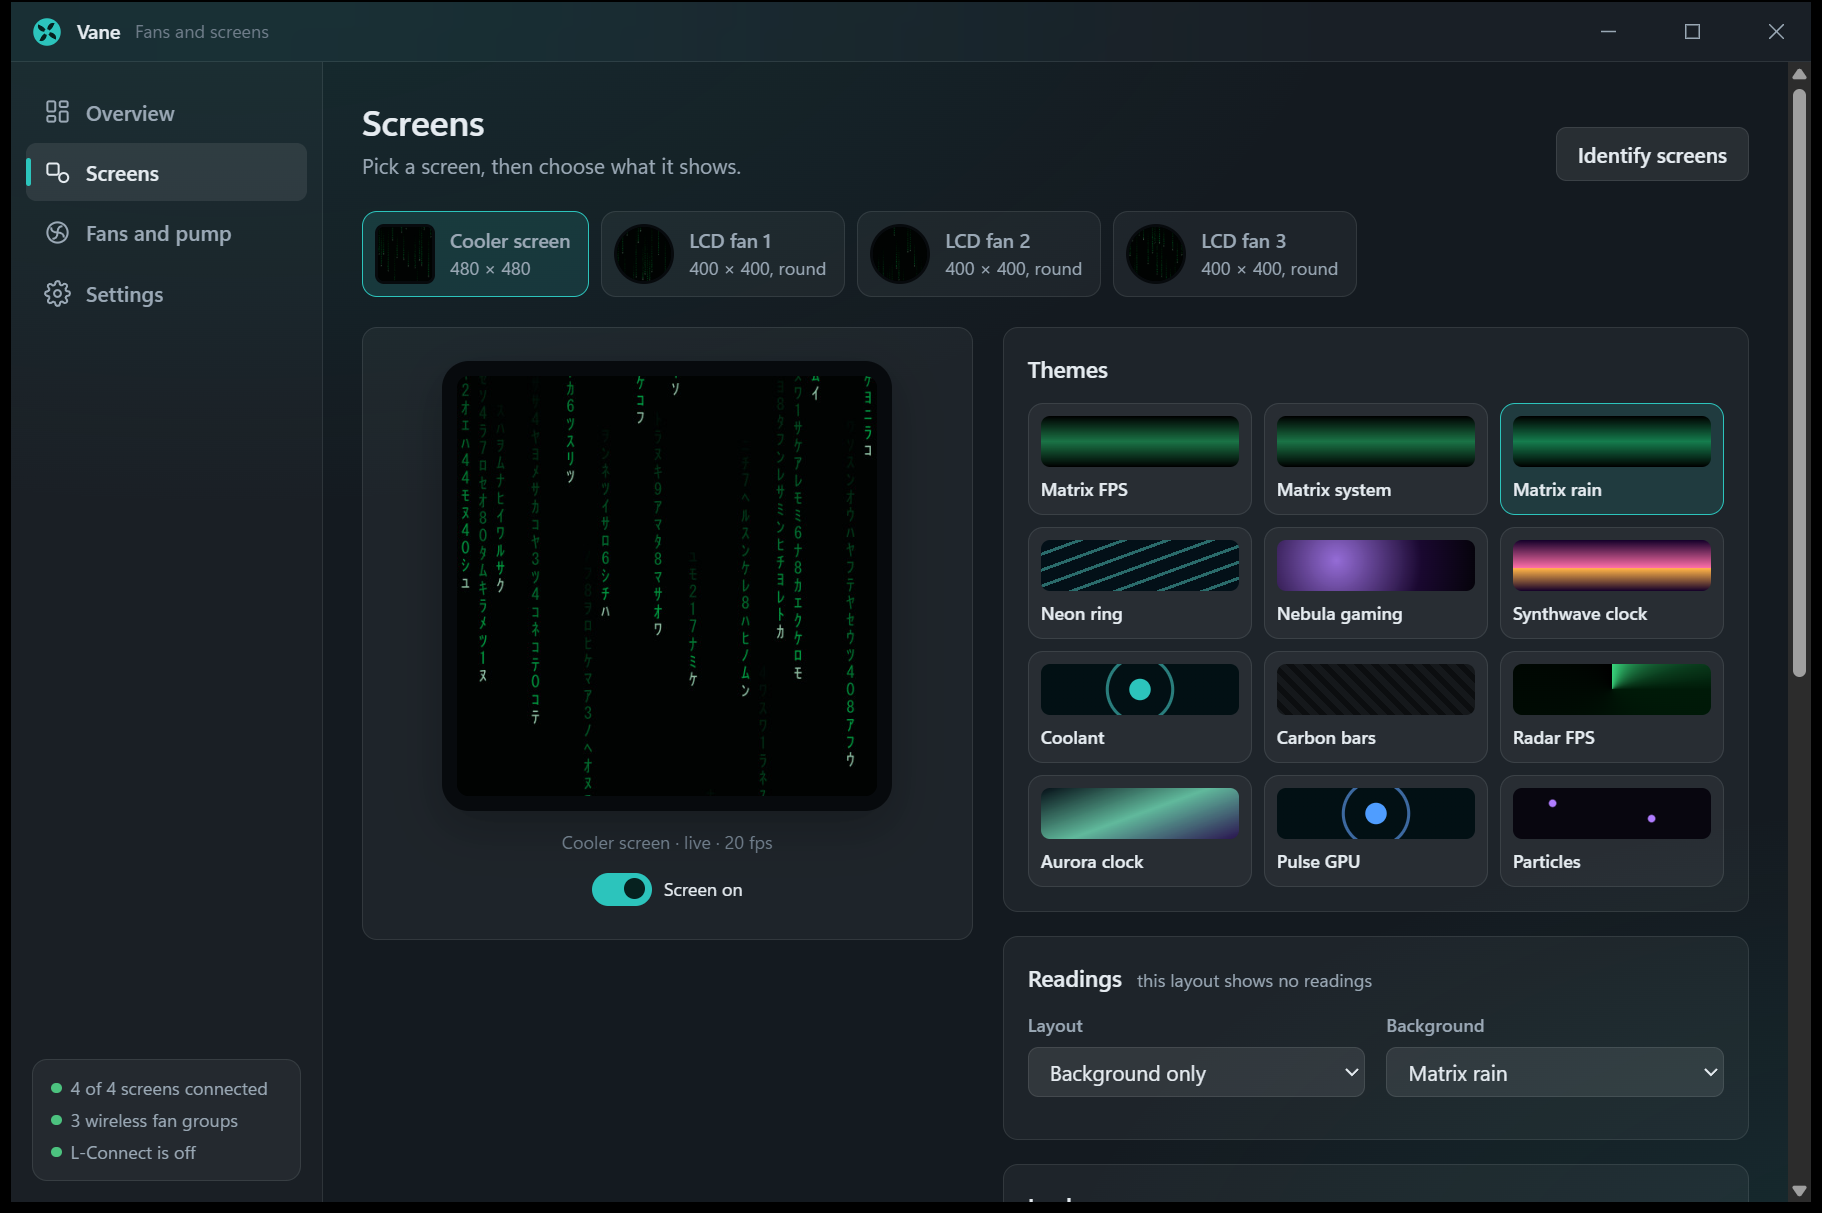 Vane Fans and screens
Overview
Screens
Fans and pump
Settings
4 of 4 screens connected
3 wireless fan groups
L-Connect is off
Screens
Pick a screen, then choose what it shows.
Identify screens
Cooler screen
480 × 480
LCD fan 1
400 × 400, round
LCD fan 2
400 × 400, round
LCD fan 3
400 × 400, round
Cooler screen · live · 20 fps
Screen on
Themes
Matrix FPS
Matrix system
Matrix rain
Neon ring
Nebula gaming
Synthwave clock
Coolant
Carbon bars
Radar FPS
Aurora clock
Pulse GPU
Particles
Readings this layout shows no readings
Layout
Background only
Background
Matrix rain